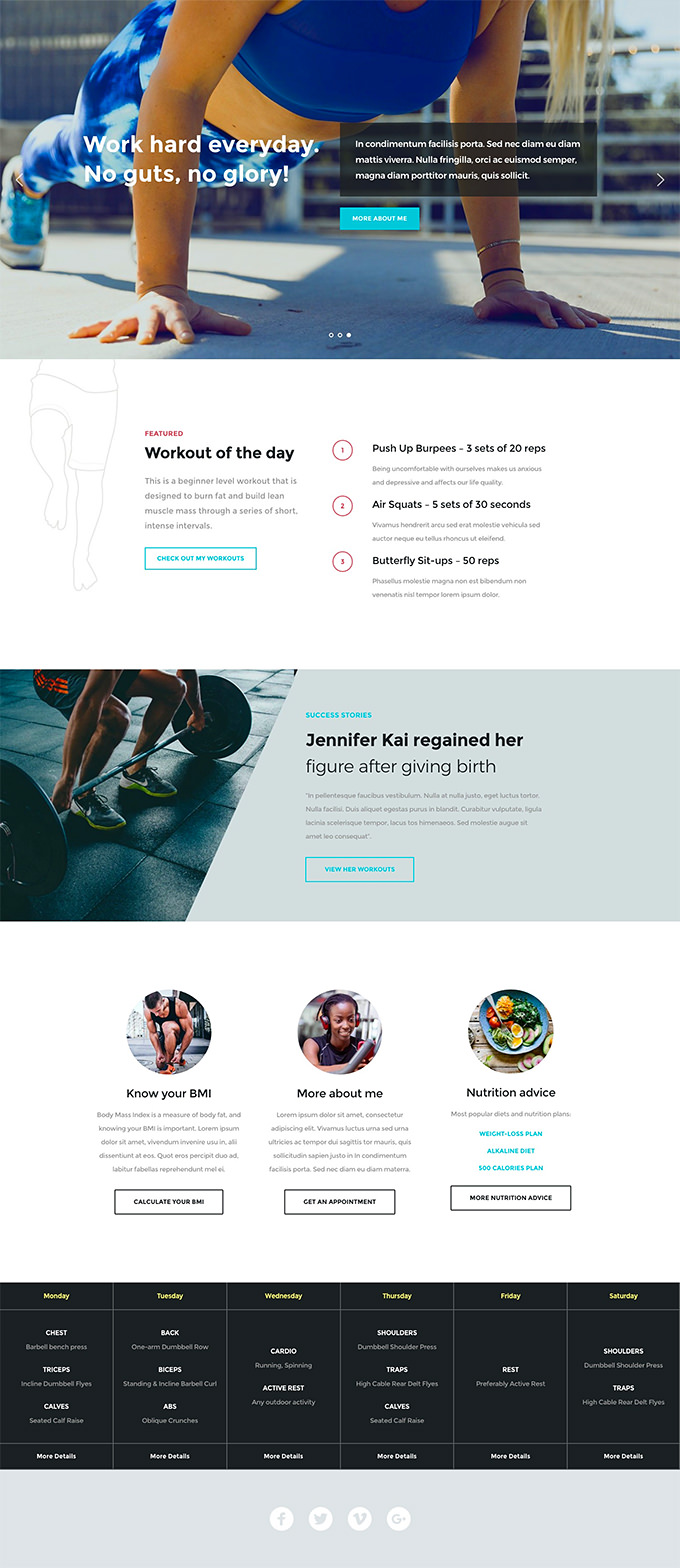 Work hard everyday.
No guts, no glory!
In condimentum facilisis porta. Sed nec diam eu diam
mattis viverra. Nulla fringilla, orci ac euismod semper,
magna diam porttitor mauris, quis sollicit.
MORE ABOUT ME
FEATURED
Workout of the day
This is a beginner level workout that is
designed to burn fat and build lean
muscle mass through a series of short,
intense intervals.
CHECK OUT MY WORKOUTS
1
Push Up Burpees – 3 sets of 20 reps
Being uncomfortable with ourselves makes us anxious
and depressive and affects our life quality.
2
Air Squats – 5 sets of 30 seconds
Vivamus hendrerit arcu sed erat molestie vehicula sed
auctor neque eu tellus rhoncus ut eleifend.
3
Butterfly Sit-ups – 50 reps
Phasellus molestie magna non est bibendum non
venenatis nisl tempor lorem ipsum dolor.
SUCCESS STORIES
Jennifer Kai regained her
figure after giving birth
"In pellentesque faucibus vestibulum. Nulla at nulla justo, eget luctus tortor.
Nulla facilisi. Duis aliquet egestas purus in blandit. Curabitur vulputate, ligula
lacinia scelerisque tempor, lacus tos himenaeos. Sed molestie augue sit
amet leo consequat".
VIEW HER WORKOUTS
Know your BMI
Body Mass Index is a measure of body fat, and
knowing your BMI is important. Lorem ipsum
dolor sit amet, vivendum invenire usu in, alii
dissentiunt at eos. Quot eros percipit duo ad,
labitur fabellas reprehendunt mel ei.
CALCULATE YOUR BMI
More about me
Lorem ipsum dolor sit amet, consectetur
adipiscing elit. Vivamus luctus urna sed urna
ultricies ac tempor dui sagittis tor mauris, quis
sollicitudin sapien justo in In condimentum
facilisis porta. Sed nec diam eu diam materra.
GET AN APPOINTMENT
Nutrition advice
Most popular diets and nutrition plans:
WEIGHT-LOSS PLAN
ALKALINE DIET
500 CALORIES PLAN
MORE NUTRITION ADVICE
Monday
CHEST
Barbell bench press
TRICEPS
Incline Dumbbell Flyes
CALVES
Seated Calf Raise
More Details
Tuesday
BACK
One-arm Dumbbell Row
BICEPS
Standing & Incline Barbell Curl
ABS
Oblique Crunches
More Details
Wednesday
CARDIO
Running, Spinning
ACTIVE REST
Any outdoor activity
More Details
Thursday
SHOULDERS
Dumbbell Shoulder Press
TRAPS
High Cable Rear Delt Flyes
CALVES
Seated Calf Raise
More Details
Friday
REST
Preferably Active Rest
More Details
Saturday
SHOULDERS
Dumbbell Shoulder Press
TRAPS
High Cable Rear Delt Flyes
More Details